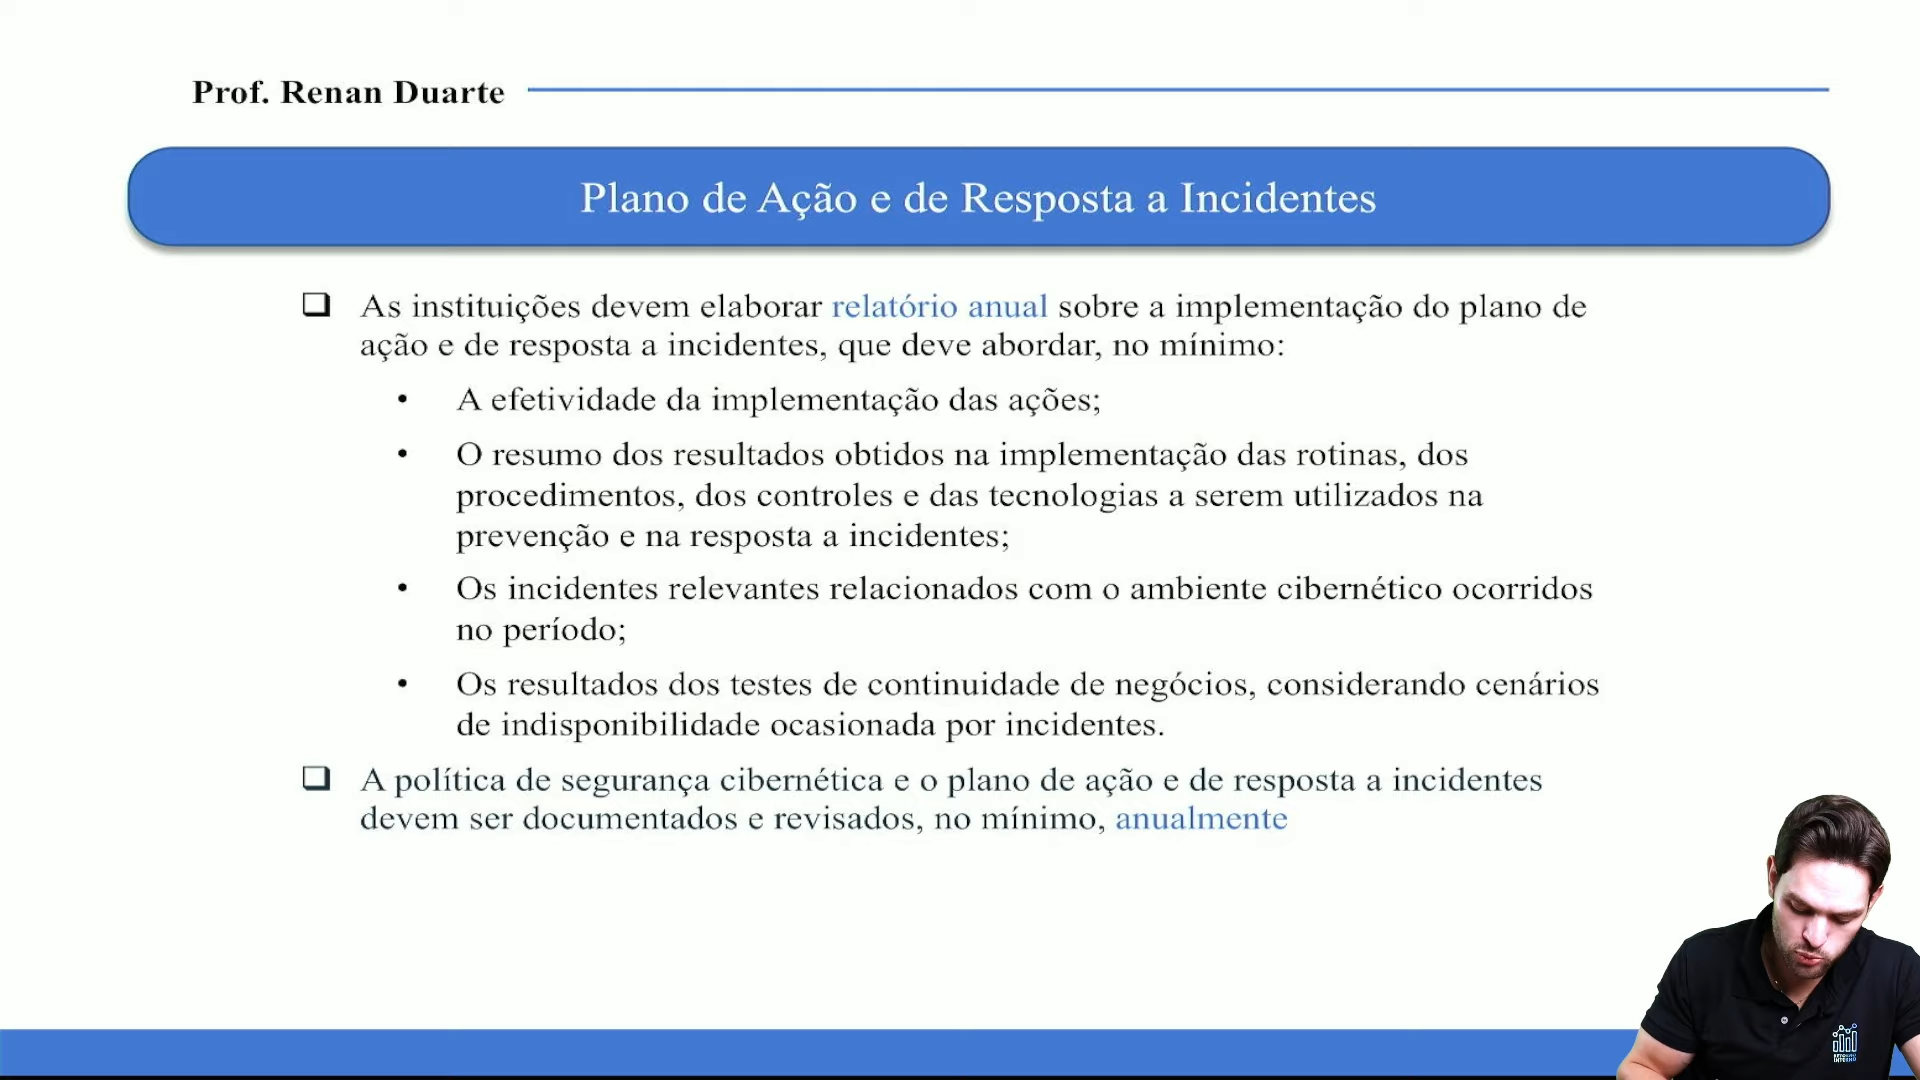 Prof. Renan Duarte
Plano de Ação e de Resposta a Incidentes
❑ As instituições devem elaborar relatório anual sobre a implementação do plano de
ação e de resposta a incidentes, que deve abordar, no mínimo:
• A efetividade da implementação das ações;
• O resumo dos resultados obtidos na implementação das rotinas, dos
procedimentos, dos controles e das tecnologias a serem utilizados na
prevenção e na resposta a incidentes;
• Os incidentes relevantes relacionados com o ambiente cibernético ocorridos
no período;
• Os resultados dos testes de continuidade de negócios, considerando cenários
de indisponibilidade ocasionada por incidentes.
❑ A política de segurança cibernética e o plano de ação e de resposta a incidentes
devem ser documentados e revisados, no mínimo, anualmente